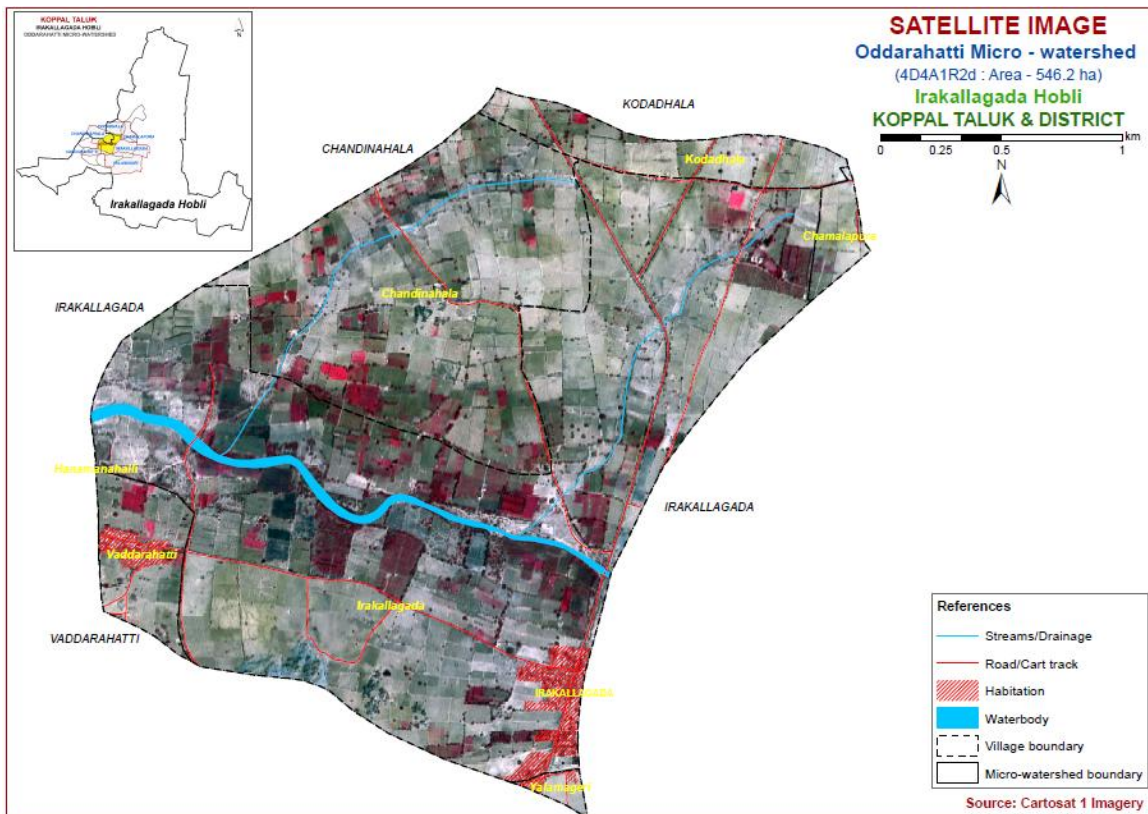 KOPPAL TALUK
IRAKALLAGADA HOBLI
ODDARAHATTI MICRO-WATERSHED
N
Irakallagada Hobli
SATELLITE IMAGE
Oddarahatti Micro - watershed
(4D4A1R2d : Area - 546.2 ha)
Irakallagada Hobli
KOPPAL TALUK & DISTRICT
km
0 0.25 0.5 1
N
KODADHALA
CHANDINAHALA
Kodadhala
Chamalapura
Chandinahala
IRAKALLAGADA
Hanamanahalli
IRAKALLAGADA
Vaddarahatti
Irakallagada
VADDARAHATTI
IRAKALLAGADA
Yalamageri
References
Streams/Drainage
Road/Cart track
Habitation
Waterbody
Village boundary
Micro-watershed boundary
Source: Cartosat 1 Imagery